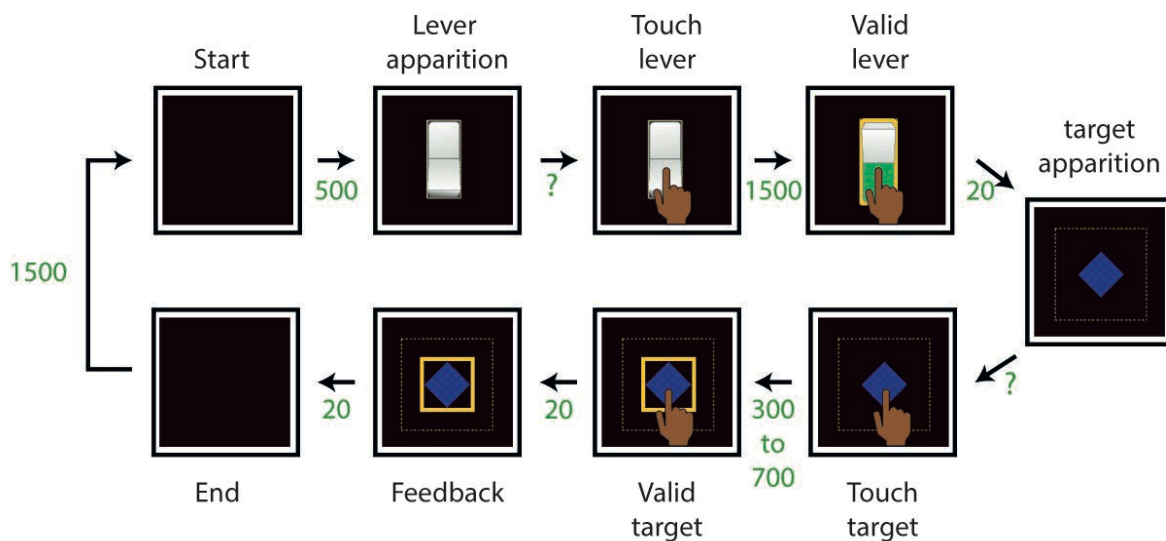 Start
Lever
apparition
Touch
lever
Valid
lever
target
apparition
500
?
1500
20
1500
20
20
300
to
700
?
End
Feedback
Valid
target
Touch
target